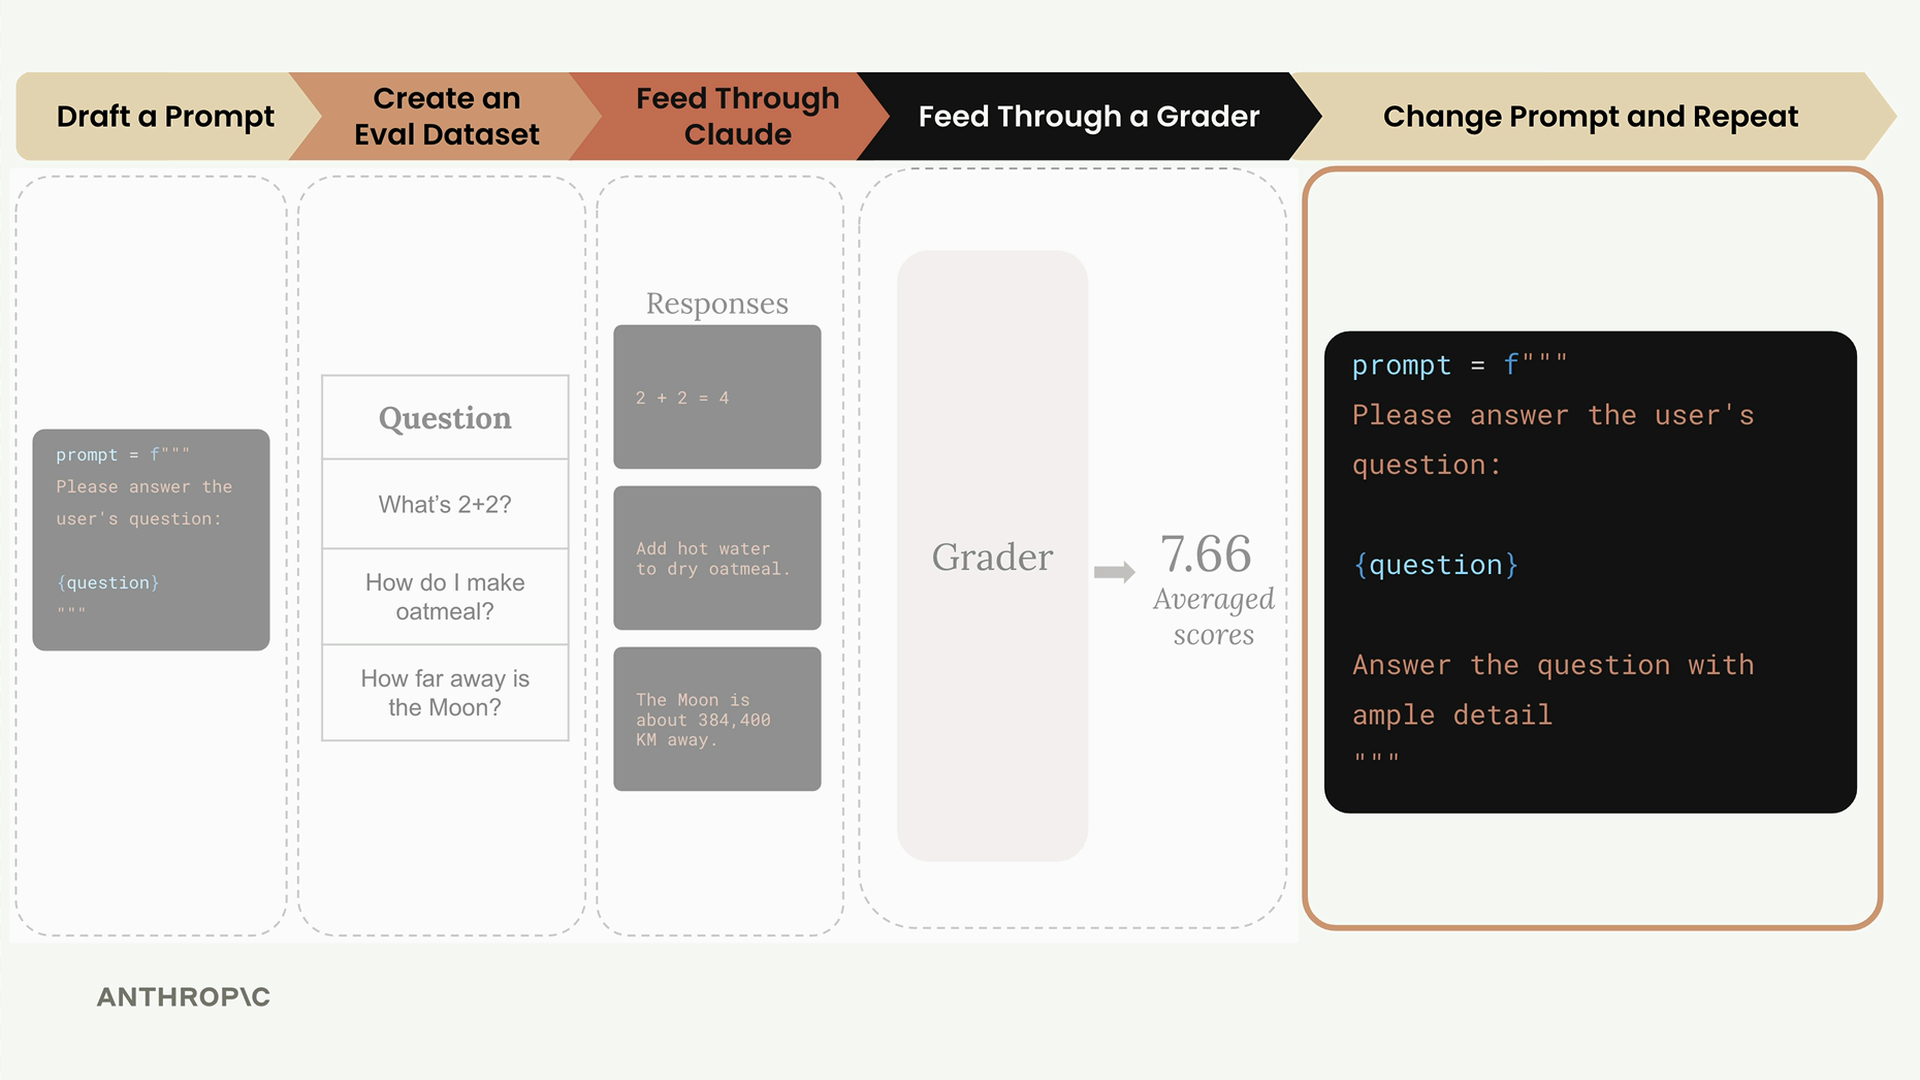 Draft a Prompt
Create an
Eval Dataset
Feed Through
Claude
Feed Through a Grader
Change Prompt and Repeat
prompt = f"""
Please answer the
user's question:
{question}
"""
Question
What’s 2+2?
How do I make
oatmeal?
How far away is
the Moon?
Responses
2 + 2 = 4
Add hot water
to dry oatmeal.
The Moon is
about 384,400
KM away.
Grader
7.66
Averaged
scores
prompt = f"""
Please answer the user's
question:
{question}
Answer the question with
ample detail
"""
ANTHROP\C